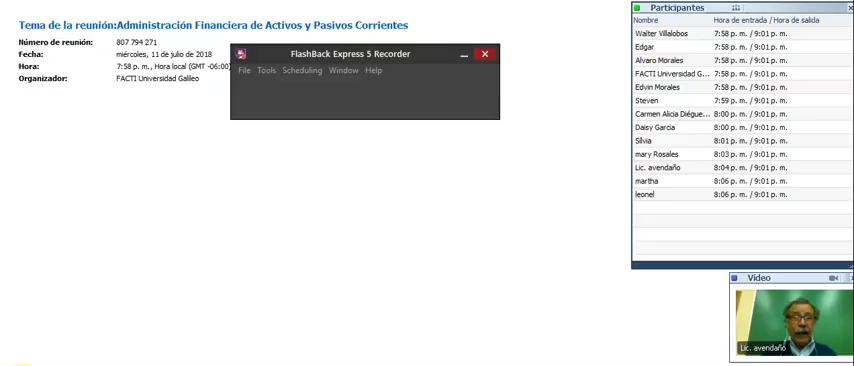 Tema de la reunión:Administración Financiera de Activos y Pasivos Corrientes
Número de reunión: 807 794 271
Fecha: miércoles, 11 de julio de 2018
Hora: 7:58 p. m., Hora local (GMT -06:00)
Organizador: FACTI Universidad Galileo
FlashBack Express 5 Recorder
File Tools Scheduling Window Help
Participantes
Nombre Hora de entrada / Hora de salida
Walter Villalobos 7:58 p. m. / 9:01 p. m.
Edgar 7:58 p. m. / 9:01 p. m.
Alvaro Morales 7:58 p. m. / 9:01 p. m.
FACTI Universidad G... 7:58 p. m. / 9:01 p. m.
Edvin Morales 7:58 p. m. / 9:01 p. m.
Steven 7:59 p. m. / 9:01 p. m.
Carmen Alicia Diégue... 8:00 p. m. / 9:01 p. m.
Daisy Garcia 8:00 p. m. / 9:01 p. m.
Sílvia 8:01 p. m. / 9:01 p. m.
mary Rosales 8:03 p. m. / 9:01 p. m.
Lic. avendaño 8:04 p. m. / 9:01 p. m.
martha 8:06 p. m. / 9:01 p. m.
leonel 8:06 p. m. / 9:01 p. m.
Video
Lic. avendaño